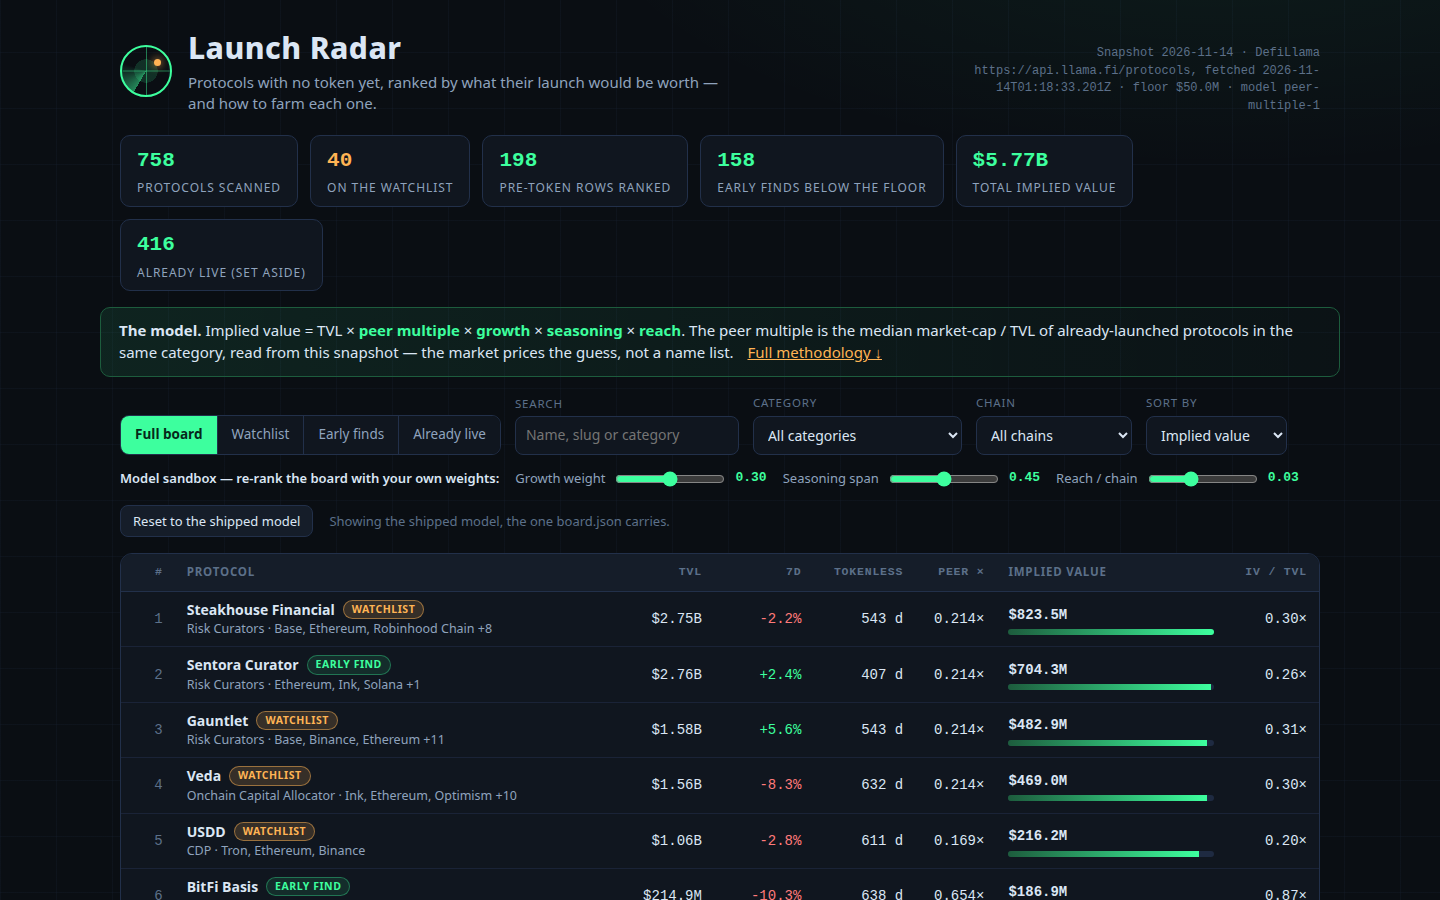 Launch Radar
Protocols with no token yet, ranked by what their launch would be worth —
and how to farm each one.
Snapshot 2026-11-14 · DefiLlama
https://api.llama.fi/protocols, fetched 2026-11-
14T01:18:33.201Z · floor $50.0M · model peer-
multiple-1
758
PROTOCOLS SCANNED
40
ON THE WATCHLIST
198
PRE-TOKEN ROWS RANKED
158
EARLY FINDS BELOW THE FLOOR
$5.77B
TOTAL IMPLIED VALUE
416
ALREADY LIVE (SET ASIDE)
The model. Implied value = TVL × peer multiple × growth × seasoning × reach. The peer multiple is the median market-cap / TVL of already-launched protocols in the
same category, read from this snapshot — the market prices the guess, not a name list. Full methodology ↓
Full board Watchlist Early finds Already live
SEARCH
Name, slug or category
CATEGORY
All categories
CHAIN
All chains
SORT BY
Implied value
Model sandbox — re-rank the board with your own weights: Growth weight 0.30 Seasoning span 0.45 Reach / chain 0.03
Reset to the shipped model Showing the shipped model, the one board.json carries.
# PROTOCOL TVL 7D TOKENLESS PEER × IMPLIED VALUE IV / TVL
1 Steakhouse Financial WATCHLIST $2.75B -2.2% 543 d 0.214× $823.5M 0.30×
Risk Curators · Base, Ethereum, Robinhood Chain +8
2 Sentora Curator EARLY FIND $2.76B +2.4% 407 d 0.214× $704.3M 0.26×
Risk Curators · Ethereum, Ink, Solana +1
3 Gauntlet WATCHLIST $1.58B +5.6% 543 d 0.214× $482.9M 0.31×
Risk Curators · Base, Binance, Ethereum +11
4 Veda WATCHLIST $1.56B -8.3% 632 d 0.214× $469.0M 0.30×
Onchain Capital Allocator · Ink, Ethereum, Optimism +10
5 USDD WATCHLIST $1.06B -2.8% 611 d 0.169× $216.2M 0.20×
CDP · Tron, Ethereum, Binance
6 BitFi Basis EARLY FIND $214.9M -10.3% 638 d 0.654× $186.9M 0.87×